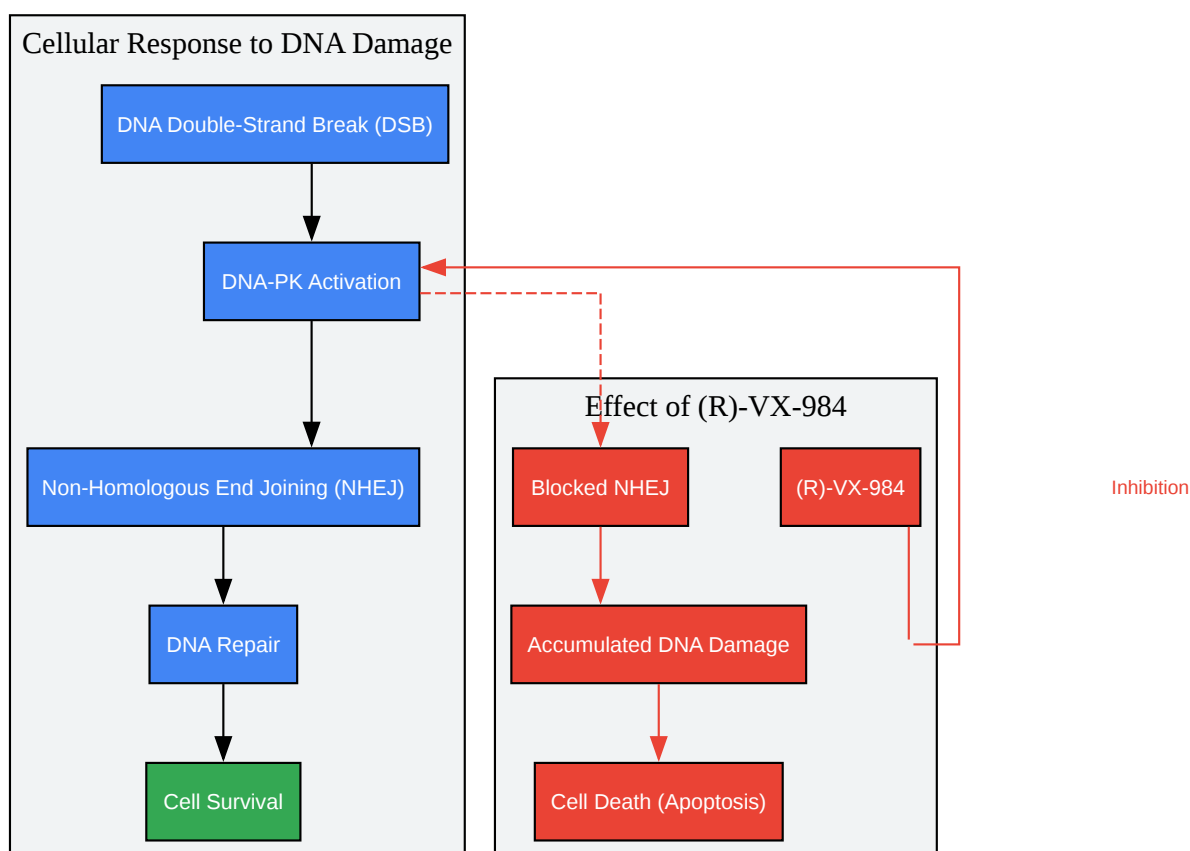 Cellular Response to DNA Damage
DNA Double-Strand Break (DSB)
DNA-PK Activation
Non-Homologous End Joining (NHEJ)
DNA Repair
Cell Survival
Effect of (R)-VX-984
Blocked NHEJ
(R)-VX-984
Inhibition
Accumulated DNA Damage
Cell Death (Apoptosis)